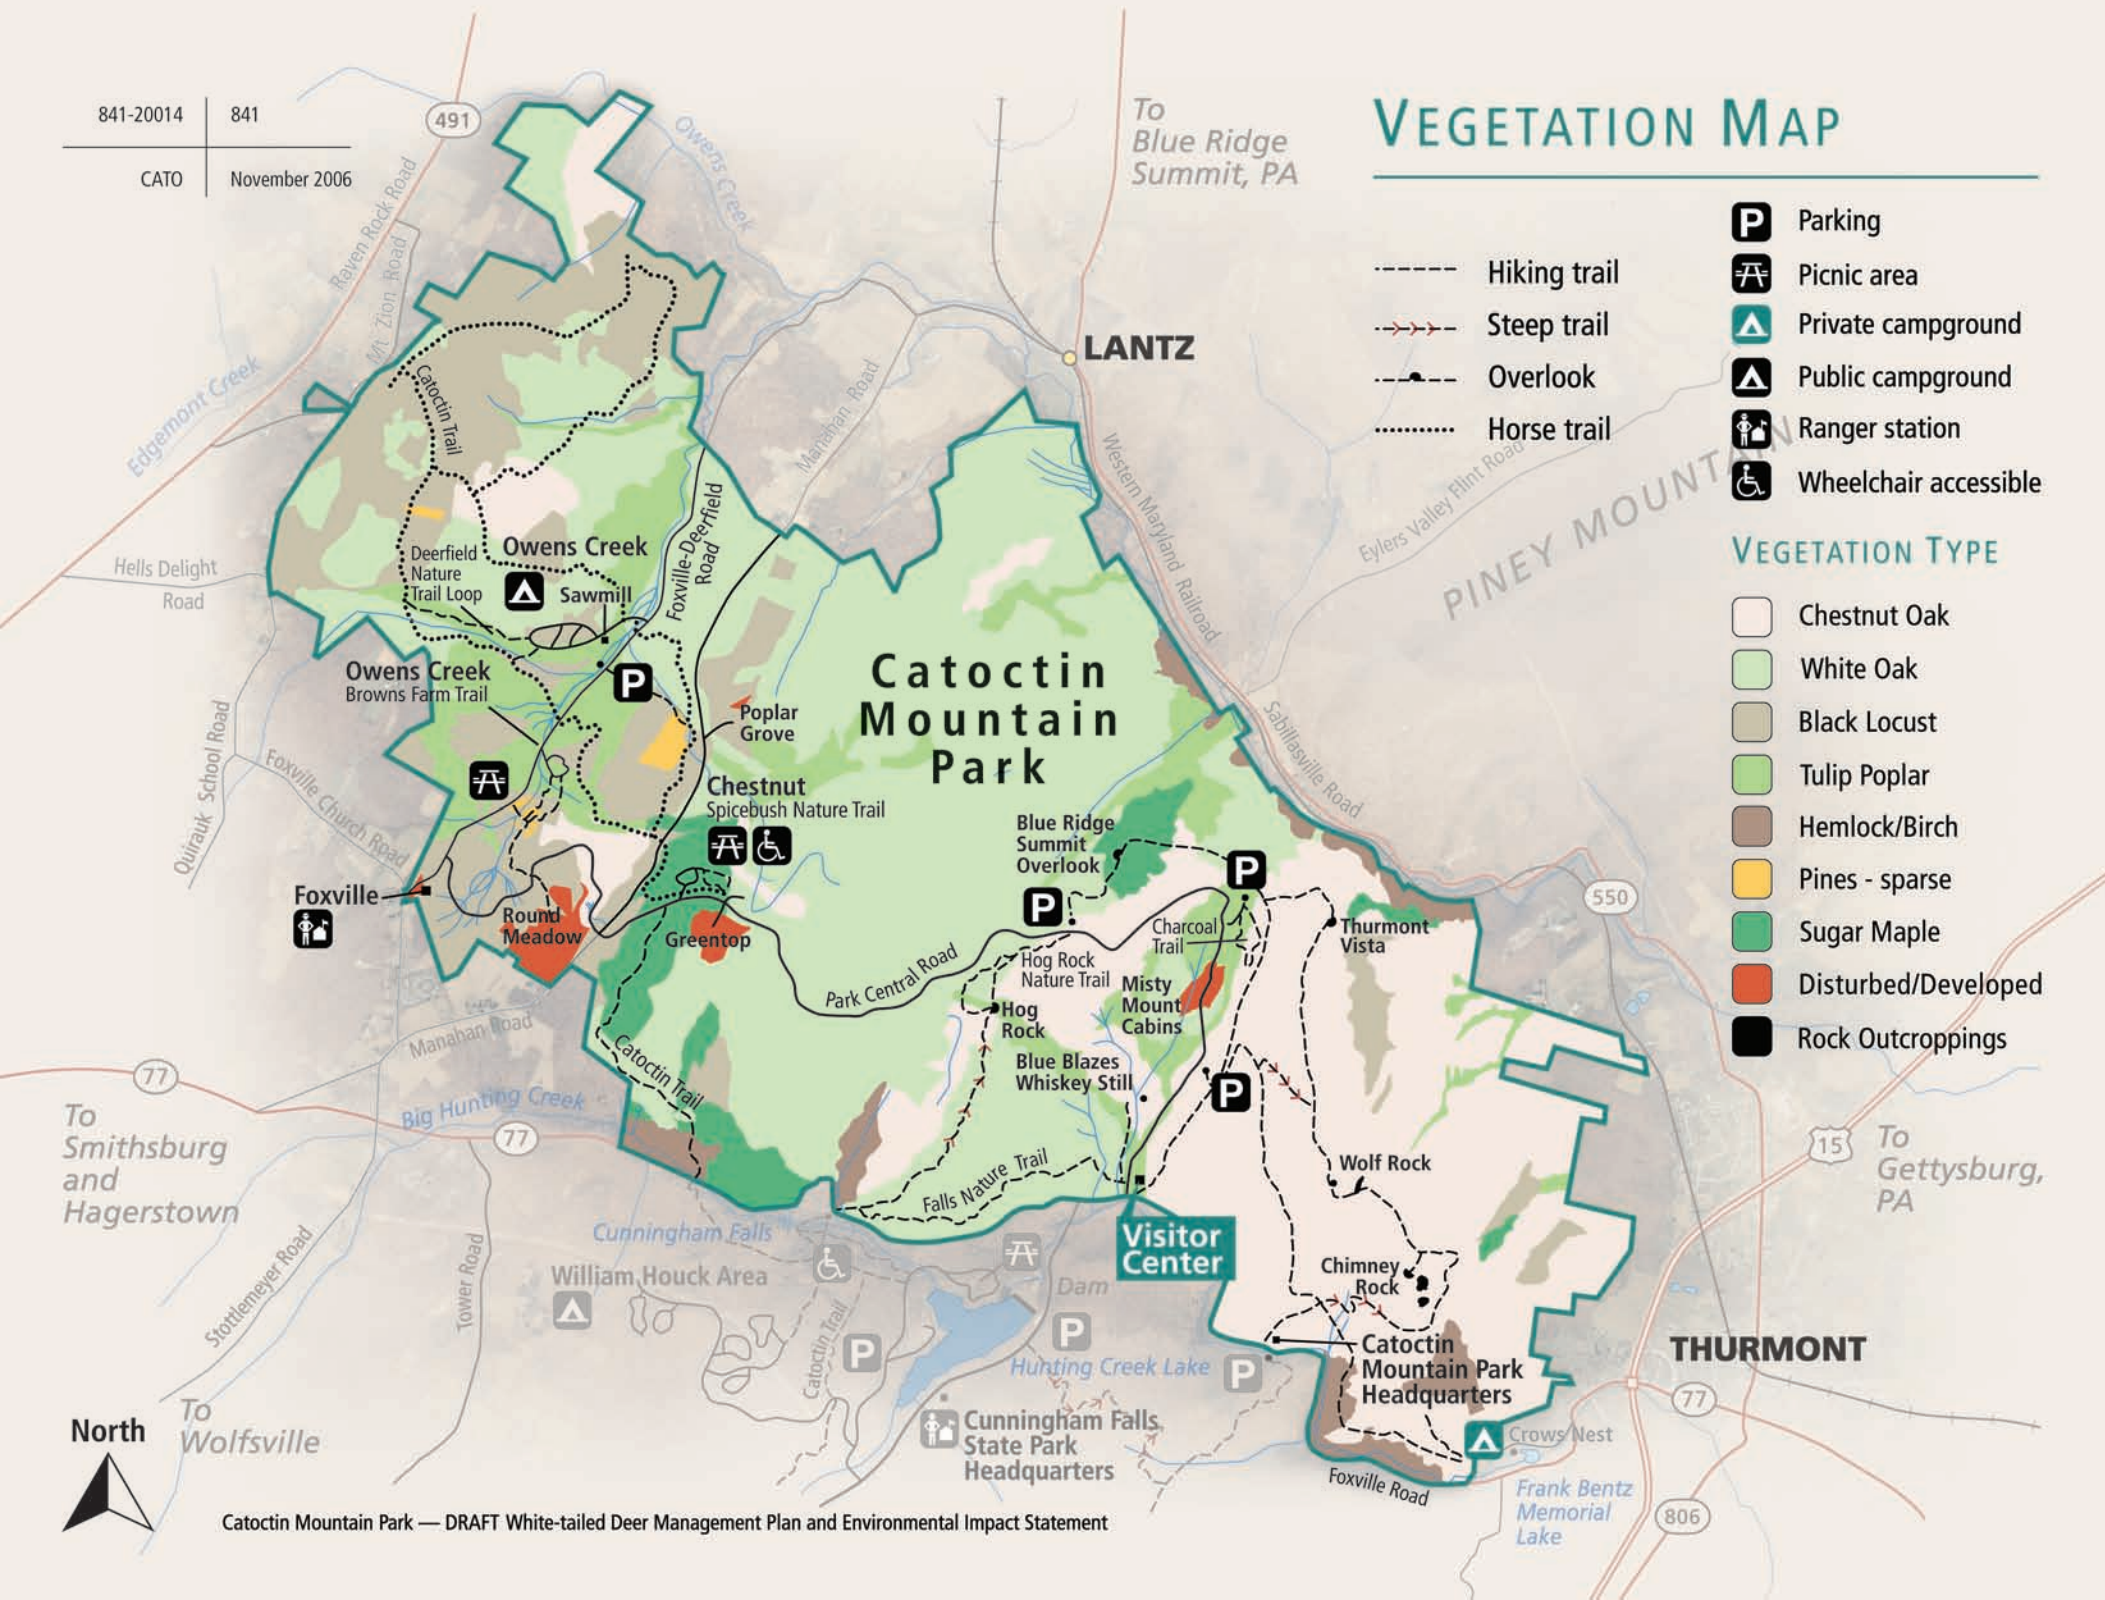 841-20014
841
CATO
November 2006
VEGETATION MAP
Hiking trail
Steep trail
Overlook
Horse trail
Parking
Picnic area
Private campground
Public campground
Ranger station
Wheelchair accessible
VEGETATION TYPE
Chestnut Oak
White Oak
Black Locust
Tulip Poplar
Hemlock/Birch
Pines - sparse
Sugar Maple
Disturbed/Developed
Rock Outcroppings
491
Owens Creek
To
Blue Ridge
Summit, PA
Raven Rock Road
Mt Zion Road
LANTZ
Edgemont Creek
Catoctin Trail
Manahan Road
Western Maryland Railroad
Eylers Valley Flint Road
PINEY MOUNTAIN
Foxville-Deerfield
Road
Hells Delight
Road
Deerfield
Nature
Trail Loop
Owens Creek
Sawmill
Owens Creek
Browns Farm Trail
P
Poplar
Grove
Catoctin
Mountain
Park
Quirauk School Road
Foxville Church Road
Sabillasville Road
Chestnut
Spicebush Nature Trail
Blue Ridge
Summit
Overlook
P
P
550
Foxville
Round
Meadow
Greentop
Park Central Road
Charcoal
Trail
Thurmont
Vista
Hog Rock
Nature Trail
Misty
Mount
Cabins
Hog
Rock
Manahan Road
Catoctin Trail
Blue Blazes
Whiskey Still
P
77
To
Smithsburg
and
Hagerstown
Big Hunting Creek
77
15
To
Gettysburg,
PA
Wolf Rock
Falls Nature Trail
Cunningham Falls
Visitor
Center
Chimney
Rock
Stottlemeyer Road
Tower Road
William Houck Area
Catoctin Trail
Dam
P
P
Hunting Creek Lake
P
Catoctin
Mountain Park
Headquarters
THURMONT
77
North
To
Wolfsville
Cunningham Falls
State Park
Headquarters
Crows Nest
Foxville Road
Frank Bentz
Memorial
Lake
806
Catoctin Mountain Park — DRAFT White-tailed Deer Management Plan and Environmental Impact Statement
P